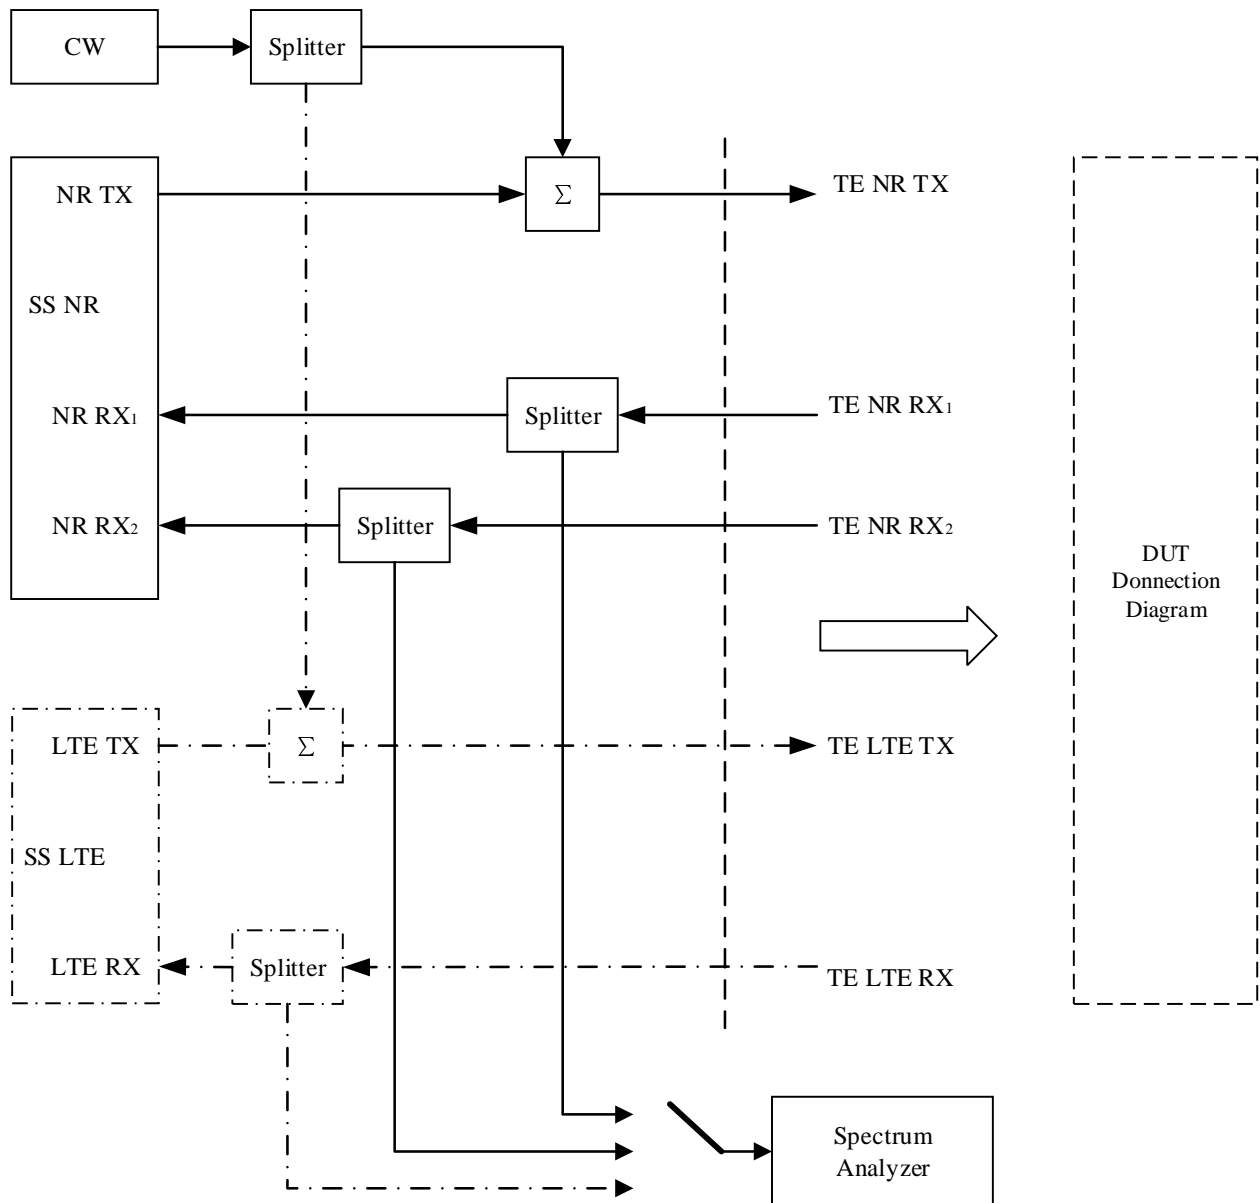 CW
Splitter
NR TX
Σ
TE NR TX
SS NR
NR RX1
Splitter
TE NR RX1
NR RX2
Splitter
TE NR RX2
DUT
Donnection
Diagram
LTE TX
Σ
TE LTE TX
SS LTE
LTE RX
Splitter
TE LTE RX
Spectrum
Analyzer